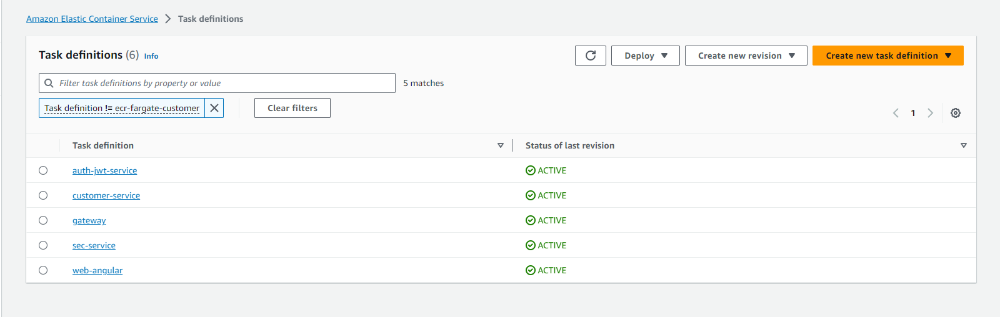 Amazon Elastic Container Service > Task definitions
Task definitions (6) Info
Deploy
Create new revision
Create new task definition
Filter task definitions by property or value
5 matches
Task definition != ecr-fargate-customer
Clear filters
1
Task definition
Status of last revision
auth-jwt-service
ACTIVE
customer-service
ACTIVE
gateway
ACTIVE
sec-service
ACTIVE
web-angular
ACTIVE